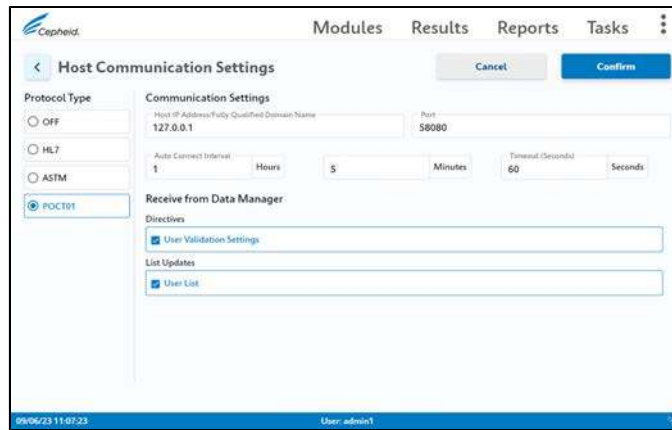 Cepheid.
Modules Results Reports Tasks
Host Communication Settings
Cancel Confirm
Protocol Type
OFF
HL7
ASTM
POCT01
Communication Settings
Host IP Address/Fully Qualified Domain Name
127.0.0.1
Port
58080
Auto Connect Interval
1 Hours 5 Minutes
Timeout (Seconds)
60 Seconds
Receive from Data Manager
Directives
User Validation Settings
List Updates
User List
09/06/23 11:07:23 User: admin1